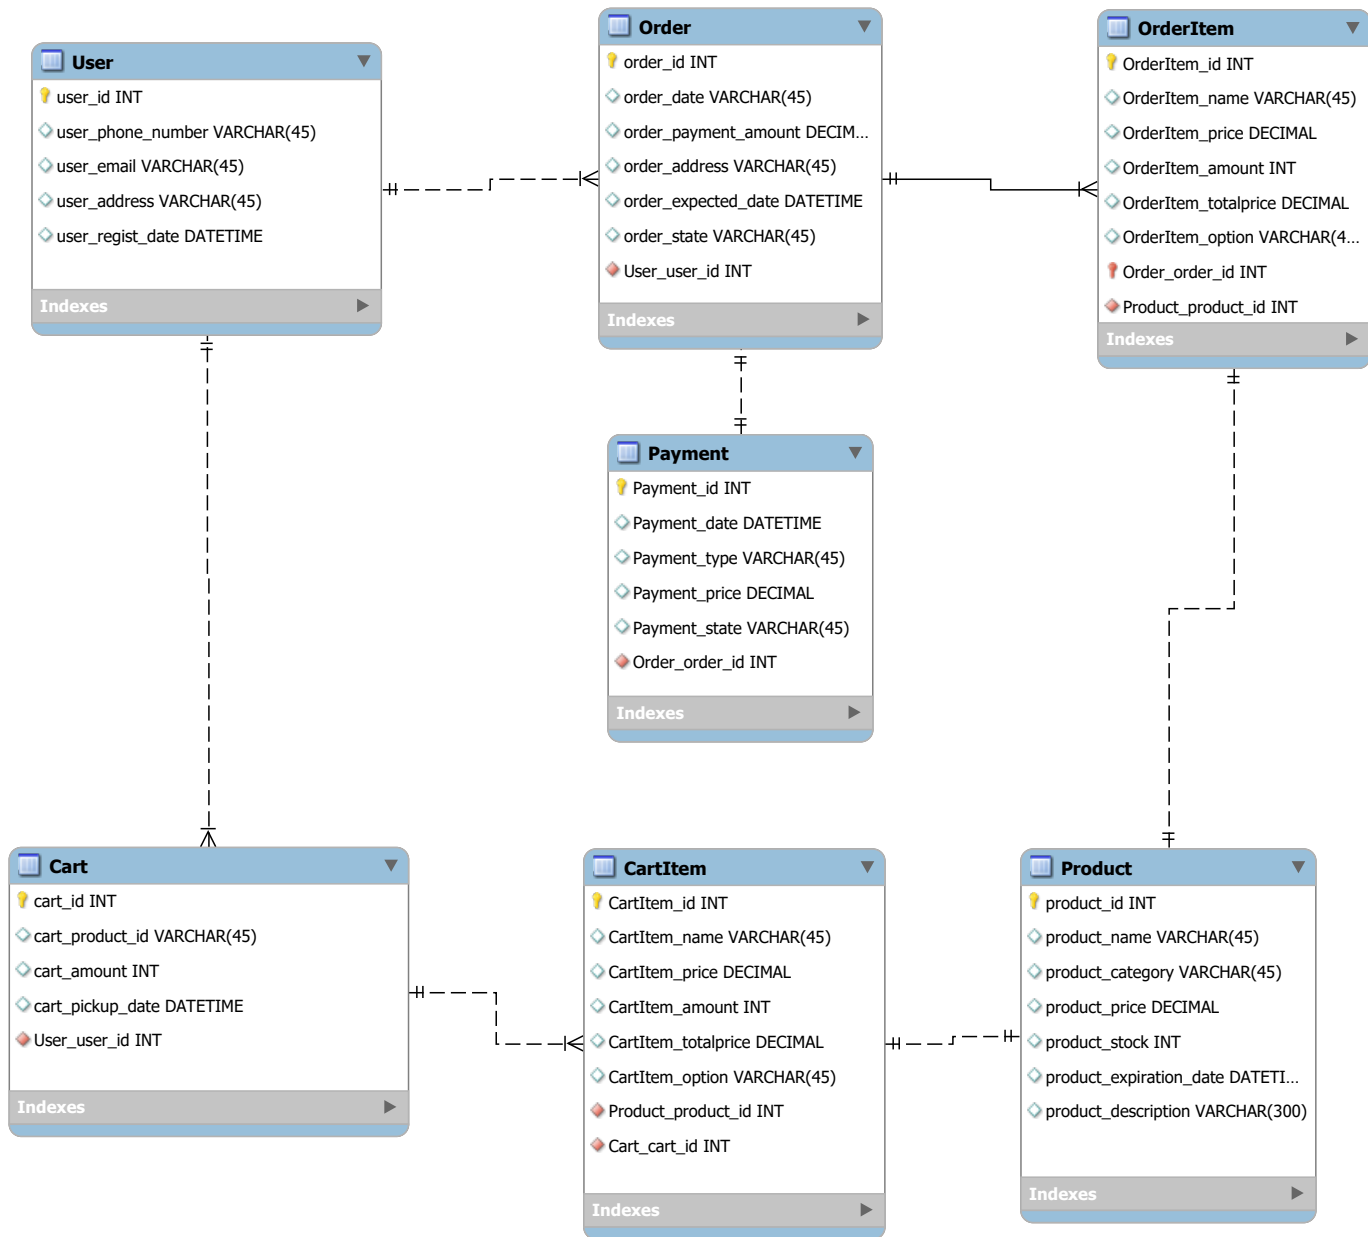 User
user_id INT
user_phone_number VARCHAR(45)
user_email VARCHAR(45)
user_address VARCHAR(45)
user_regist_date DATETIME
Indexes
Order
order_id INT
order_date VARCHAR(45)
order_payment_amount DECIM...
order_address VARCHAR(45)
order_expected_date DATETIME
order_state VARCHAR(45)
User_user_id INT
Indexes
OrderItem
OrderItem_id INT
OrderItem_name VARCHAR(45)
OrderItem_price DECIMAL
OrderItem_amount INT
OrderItem_totalprice DECIMAL
OrderItem_option VARCHAR(4...
Order_order_id INT
Product_product_id INT
Indexes
Payment
Payment_id INT
Payment_date DATETIME
Payment_type VARCHAR(45)
Payment_price DECIMAL
Payment_state VARCHAR(45)
Order_order_id INT
Indexes
Cart
cart_id INT
cart_product_id VARCHAR(45)
cart_amount INT
cart_pickup_date DATETIME
User_user_id INT
Indexes
CartItem
CartItem_id INT
CartItem_name VARCHAR(45)
CartItem_price DECIMAL
CartItem_amount INT
CartItem_totalprice DECIMAL
CartItem_option VARCHAR(45)
Product_product_id INT
Cart_cart_id INT
Indexes
Product
product_id INT
product_name VARCHAR(45)
product_category VARCHAR(45)
product_price DECIMAL
product_stock INT
product_expiration_date DATETI...
product_description VARCHAR(300)
Indexes